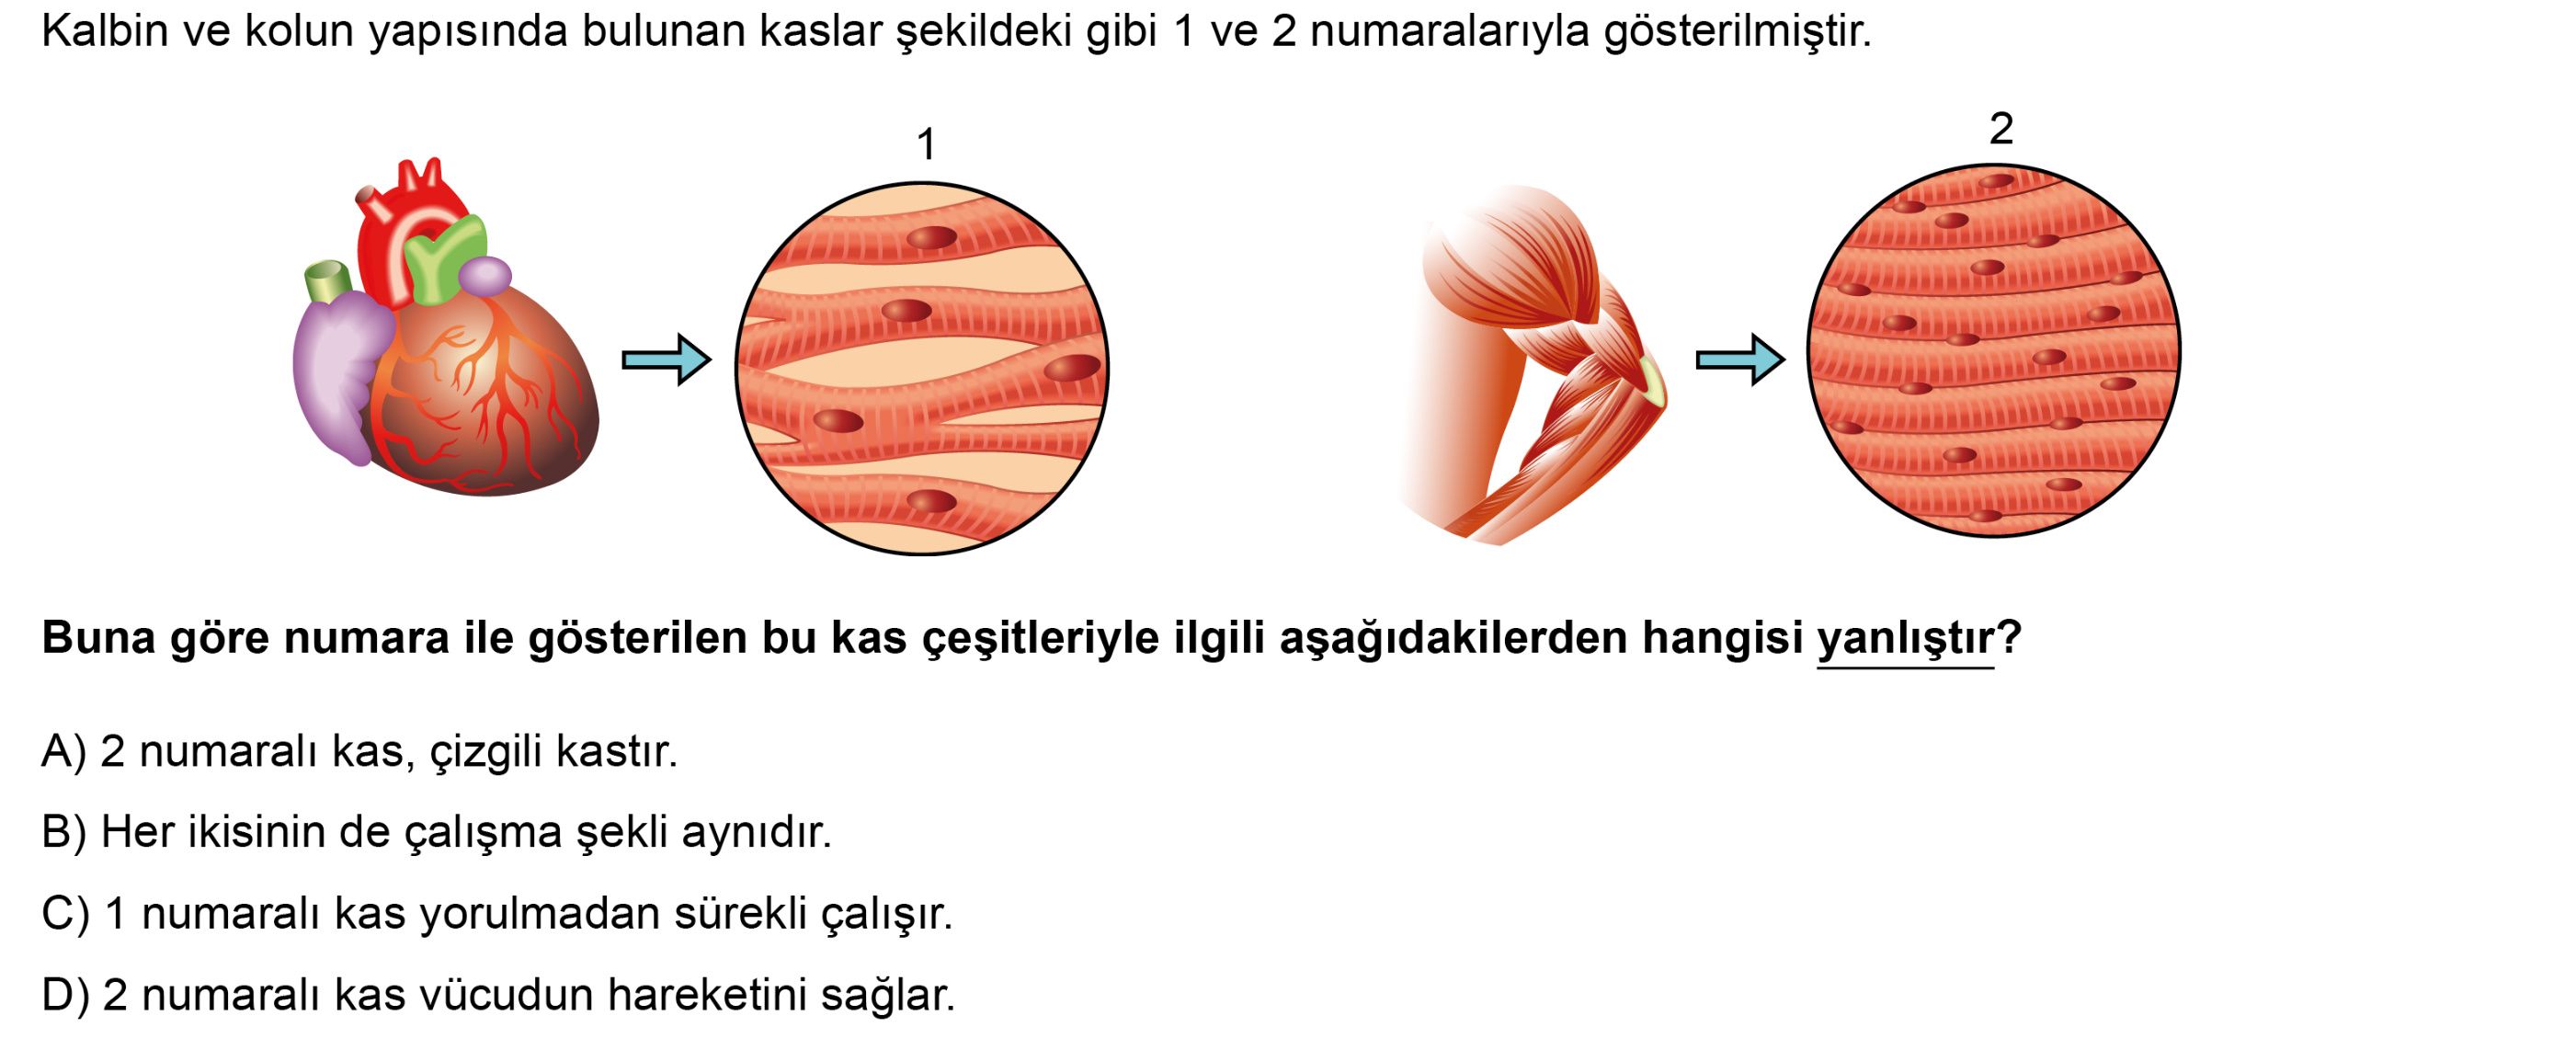 Kalbin ve kolun yapısında bulunan kaslar şekildeki gibi 1 ve 2 numaralarıyla gösterilmiştir.
1
2
Buna göre numara ile gösterilen bu kas çeşitleriyle ilgili aşağıdakilerden hangisi yanlıştır?
A) 2 numaralı kas, çizgili kastır.
B) Her ikisinin de çalışma şekli aynıdır.
C) 1 numaralı kas yorulmadan sürekli çalışır.
D) 2 numaralı kas vücudun hareketini sağlar.